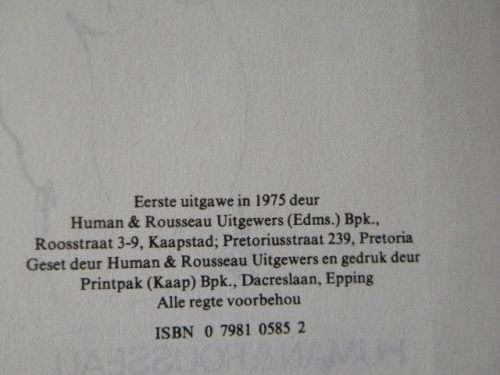 Eerste uitgawe in 1975 deur
Human & Rousseau Uitgewers (Edms.) Bpk.,
Roosstraat 3-9, Kaapstad; Pretoriusstraat 239, Pretoria
Geset deur Human & Rousseau Uitgewers en gedruk deur
Printpak (Kaap) Bpk., Dacreslaan, Epping
Alle regte voorbehou
ISBN 0 7981 0585 2